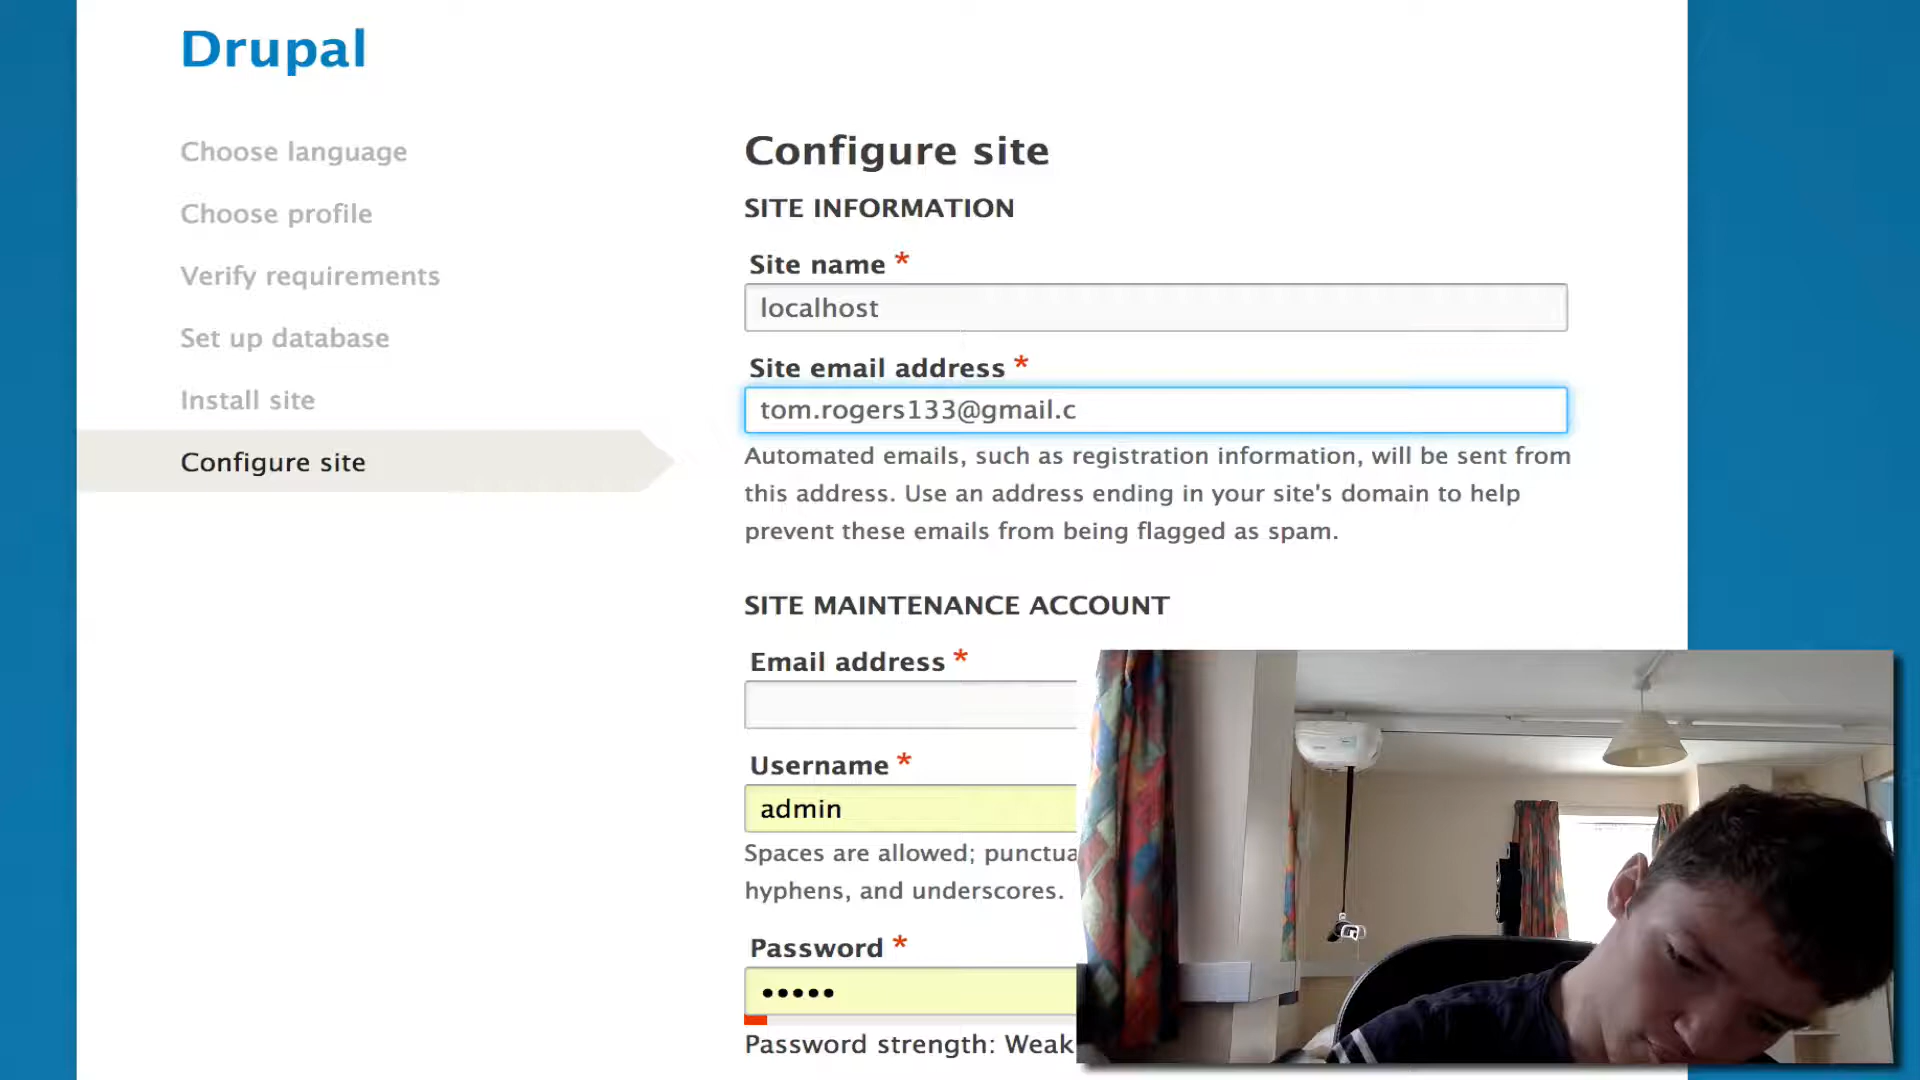 Drupal
Choose language
Choose profile
Verify requirements
Set up database
Install site
Configure site
Configure site
SITE INFORMATION
Site name *
localhost
Site email address *
tom.rogers133@gmail.c
Automated emails, such as registration information, will be sent from
this address. Use an address ending in your site's domain to help
prevent these emails from being flagged as spam.
SITE MAINTENANCE ACCOUNT
Email address *
Username *
admin
Spaces are allowed; punctua
hyphens, and underscores.
Password *
•••••
Password strength: Weak